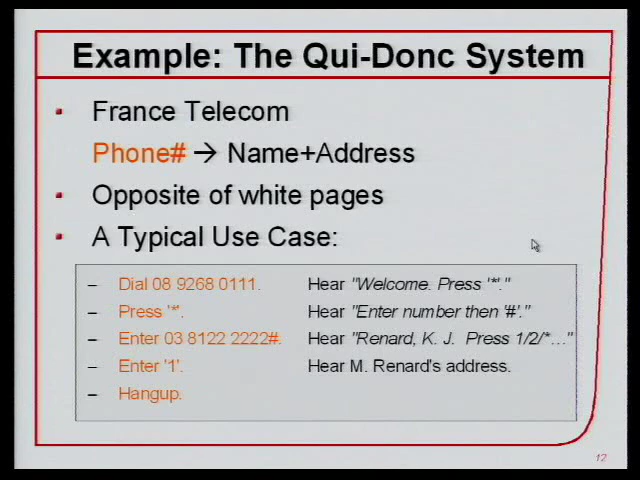 Example: The Qui-Donc System
France Telecom
Phone# → Name+Address
Opposite of white pages
A Typical Use Case:
– Dial 08 9268 0111. Hear "Welcome. Press '*'."
– Press '*'. Hear "Enter number then '#'."
– Enter 03 8122 2222#. Hear "Renard, K. J. Press 1/2/*…"
– Enter '1'. Hear M. Renard's address.
– Hangup.
12